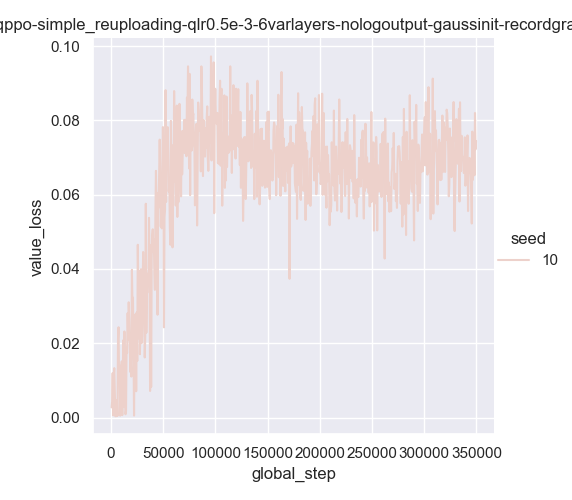 qppo-simple_reuploading-qlr0.5e-3-6varlayers-nologoutput-gaussinit-recordgra
0.10
0.08
0.06
0.04
0.02
0.00
value_loss
0 50000 100000 150000 200000 250000 300000 350000
global_step
seed
10